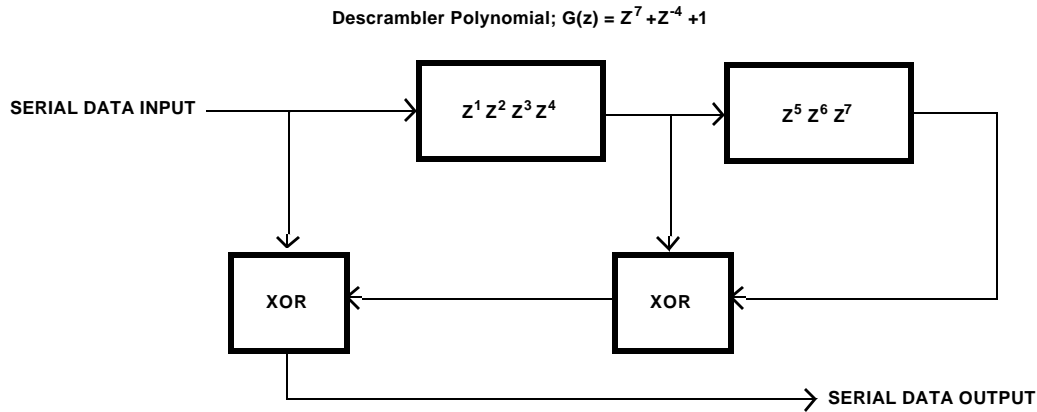 Descrambler Polynomial; G(z) = Z⁷ +Z⁻⁴ +1
SERIAL DATA INPUT
Z¹ Z² Z³ Z⁴
Z⁵ Z⁶ Z⁷
XOR
XOR
SERIAL DATA OUTPUT